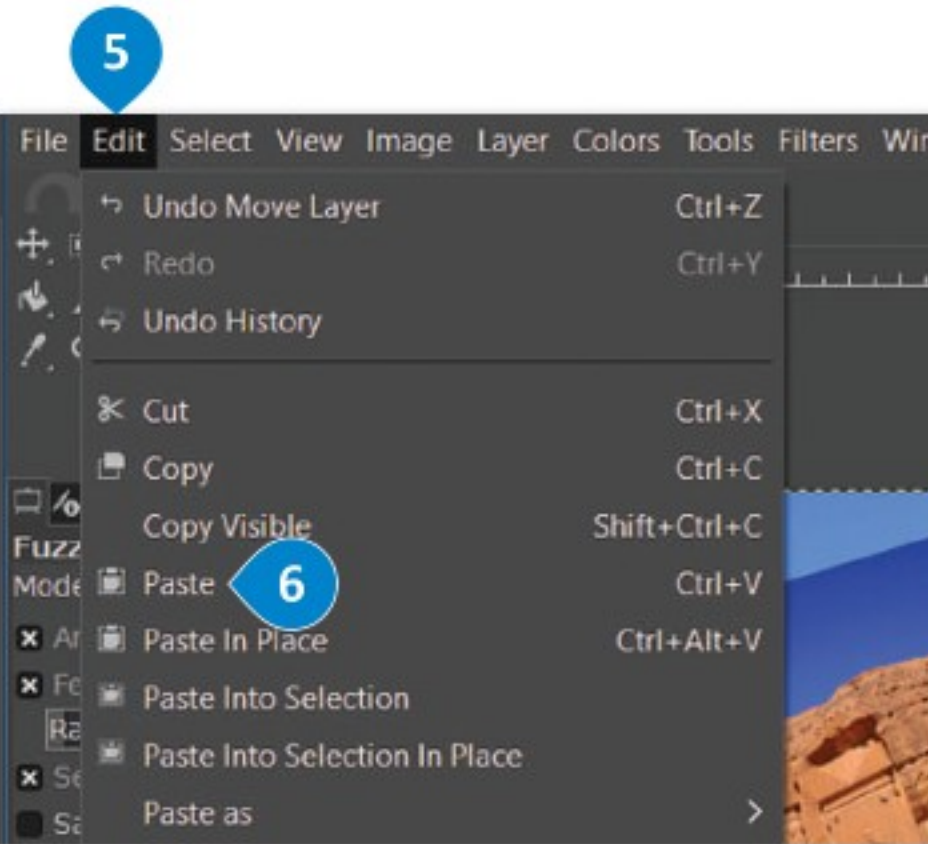 5
File Edit Select View Image Layer Colors Tools Filters
Undo Move Layer Ctrl+Z
Redo Ctrl+Y
Undo History
Cut Ctrl+X
Copy Ctrl+C
Copy Visible Shift+Ctrl+C
Fuzz
Paste 6 Ctrl+V
Mode
Paste In Place Ctrl+Alt+V
Paste Into Selection
Paste Into Selection In Place
Paste as